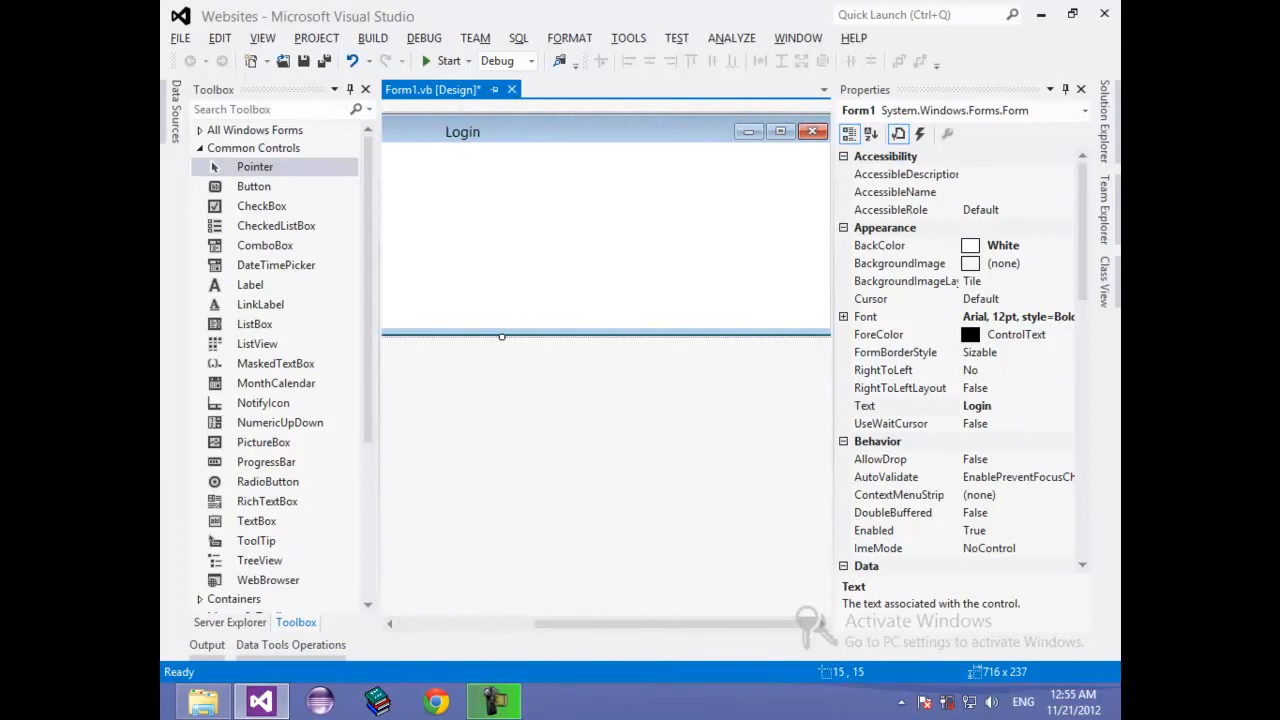 Websites - Microsoft Visual Studio
Quick Launch (Ctrl+Q)
FILE EDIT VIEW PROJECT BUILD DEBUG TEAM SQL FORMAT TOOLS TEST ANALYZE WINDOW HELP
Start Debug
Data Sources
Toolbox
Search Toolbox
All Windows Forms
Common Controls
Pointer
Button
CheckBox
CheckedListBox
ComboBox
DateTimePicker
Label
LinkLabel
ListBox
ListView
MaskedTextBox
MonthCalendar
NotifyIcon
NumericUpDown
PictureBox
ProgressBar
RadioButton
RichTextBox
TextBox
ToolTip
TreeView
WebBrowser
Containers
Server Explorer Toolbox
Output Data Tools Operations
Form1.vb [Design]*
Login
Properties
Form1 System.Windows.Forms.Form
Accessibility
AccessibleDescription
AccessibleName
AccessibleRole Default
Appearance
BackColor White
BackgroundImage (none)
BackgroundImageLay Tile
Cursor Default
Font Arial, 12pt, style=Bold
ForeColor ControlText
FormBorderStyle Sizable
RightToLeft No
RightToLeftLayout False
Text Login
UseWaitCursor False
Behavior
AllowDrop False
AutoValidate EnablePreventFocusCh
ContextMenuStrip (none)
DoubleBuffered False
Enabled True
ImeMode NoControl
Data
Text
The text associated with the control.
Activate Windows
Go to PC settings to activate Windows.
Solution Explorer
Team Explorer
Class View
Ready
15 , 15
716 x 237
ENG
12:55 AM
11/21/2012